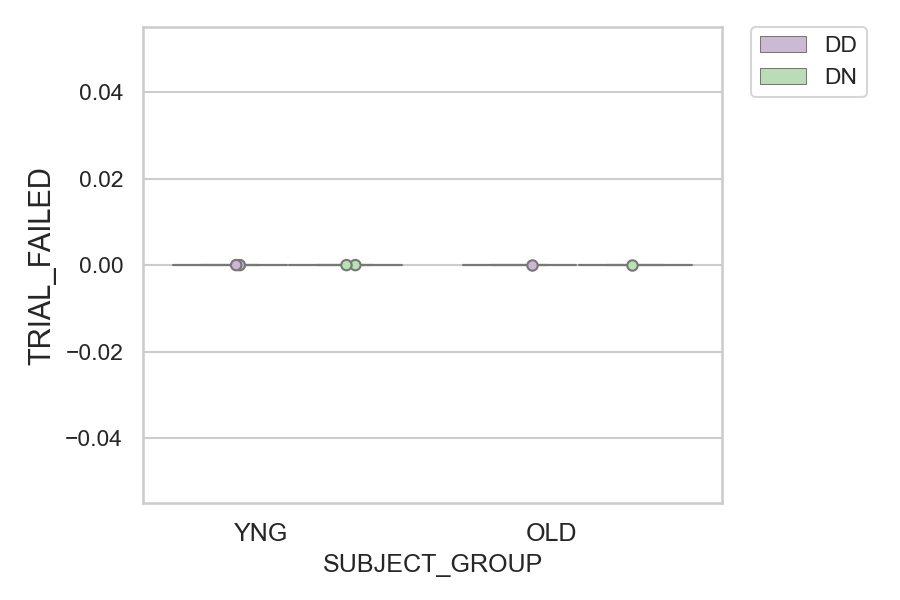 DD
DN
0.04
0.02
0.00
−0.02
−0.04
TRIAL_FAILED
YNG OLD
SUBJECT_GROUP